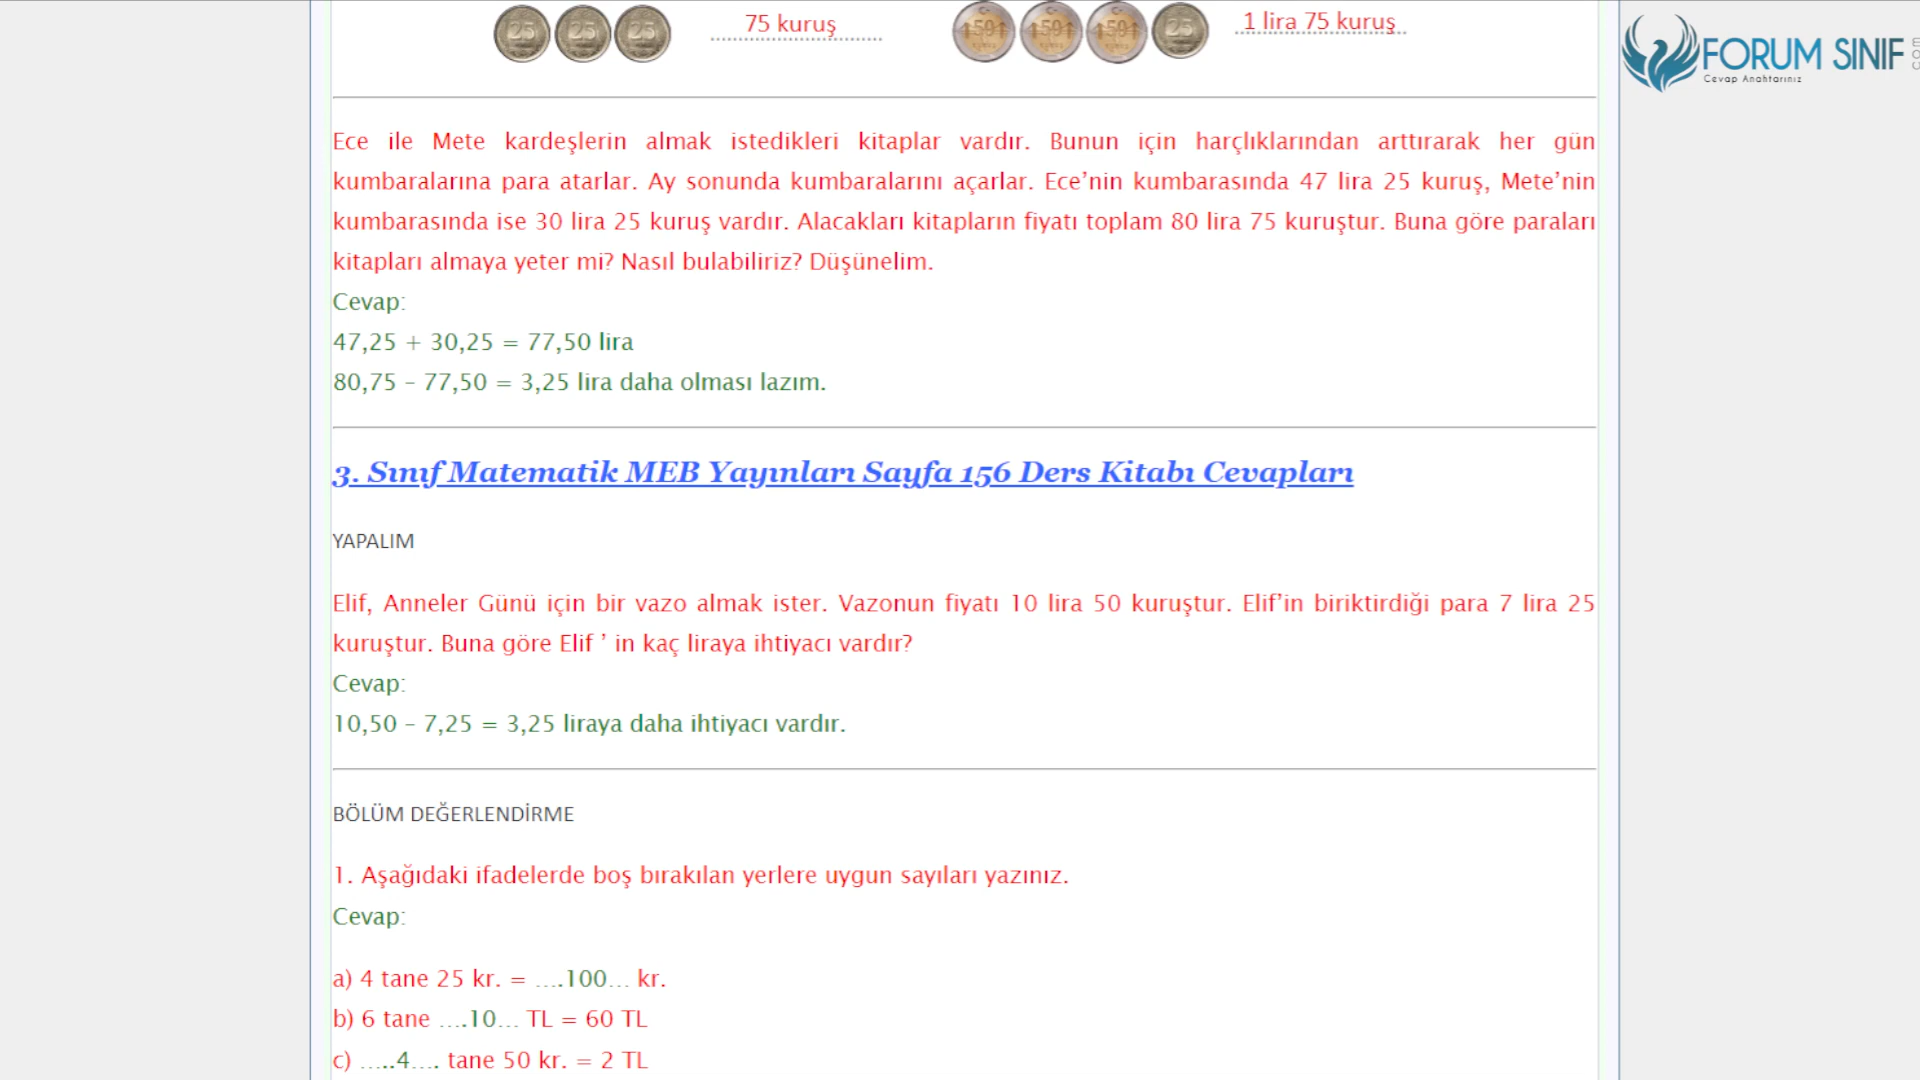 75 kuruş
1 lira 75 kuruş
FORUM SINIF
Cevap Anahtarınız
Ece ile Mete kardeşlerin almak istedikleri kitaplar vardır. Bunun için harçlıklarından arttırarak her gün
kumbaralarına para atarlar. Ay sonunda kumbaralarını açarlar. Ece’nin kumbarasında 47 lira 25 kuruş, Mete’nin
kumbarasında ise 30 lira 25 kuruş vardır. Alacakları kitapların fiyatı toplam 80 lira 75 kuruştur. Buna göre paraları
kitapları almaya yeter mi? Nasıl bulabiliriz? Düşünelim.
Cevap:
47,25 + 30,25 = 77,50 lira
80,75 – 77,50 = 3,25 lira daha olması lazım.
3. Sınıf Matematik MEB Yayınları Sayfa 156 Ders Kitabı Cevapları
YAPALIM
Elif, Anneler Günü için bir vazo almak ister. Vazonun fiyatı 10 lira 50 kuruştur. Elif’in biriktirdiği para 7 lira 25
kuruştur. Buna göre Elif ’ in kaç liraya ihtiyacı vardır?
Cevap:
10,50 – 7,25 = 3,25 liraya daha ihtiyacı vardır.
BÖLÜM DEĞERLENDİRME
1. Aşağıdaki ifadelerde boş bırakılan yerlere uygun sayıları yazınız.
Cevap:
a) 4 tane 25 kr. = ….100… kr.
b) 6 tane ….10… TL = 60 TL
c) …..4…. tane 50 kr. = 2 TL